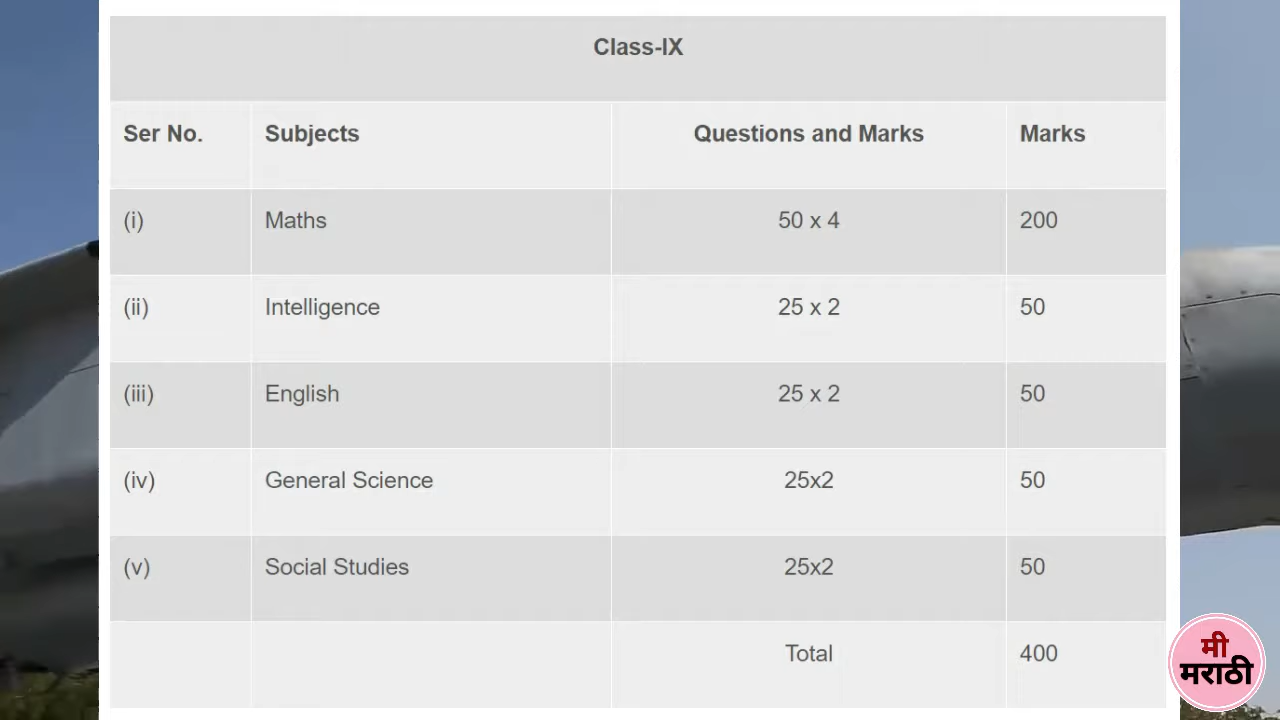 Class-IX
Ser No. Subjects Questions and Marks Marks
(i) Maths 50 x 4 200
(ii) Intelligence 25 x 2 50
(iii) English 25 x 2 50
(iv) General Science 25x2 50
(v) Social Studies 25x2 50
Total 400
मी
मराठी